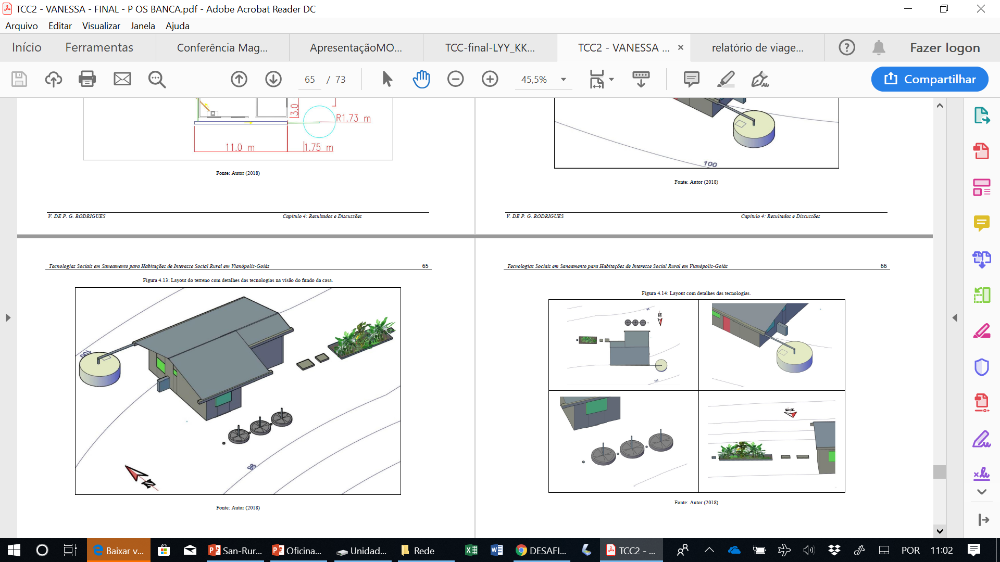 TCC2 - VANESSA - FINAL - P OS BANCA.pdf - Adobe Acrobat Reader DC
Arquivo Editar Visualizar Janela Ajuda
Início Ferramentas Conferência Mag... ApresentaçãoMO... TCC-final-LYY_KK... TCC2 - VANESSA ... × relatório de viage... Fazer logon
65 / 73 45,5% Compartilhar
3.0
R1.73 m
11.0 m
1.75 m
Fonte: Autor (2018)
V. DE P. G. RODRIGUES Capítulo 4: Resultados e Discussões
100
Fonte: Autor (2018)
V. DE P. G. RODRIGUES Capítulo 4: Resultados e Discussões
Tecnologias Sociais em Saneamento para Habitações de Interesse Social Rural em Vianópolis-Goiás 65
Figura 4.13: Layout do terreno com detalhes das tecnologias na visão do fundo da casa.
100
98
N
Fonte: Autor (2018)
Tecnologias Sociais em Saneamento para Habitações de Interesse Social Rural em Vianópolis-Goiás 66
Figura 4.14: Layout com detalhes das tecnologias.
N
100
N
Fonte: Autor (2018)
Baixar v... San-Rur... Oficina... Unidad... Rede DESAFI... TCC2 - ... POR 11:02